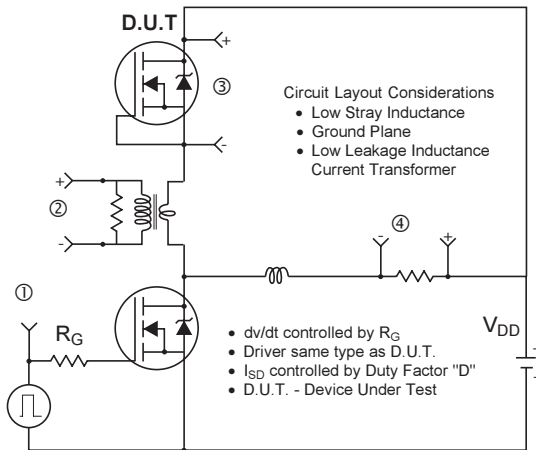 D.U.T
+
③
-
Circuit Layout Considerations
• Low Stray Inductance
• Ground Plane
• Low Leakage Inductance
Current Transformer
+
②
-
④
- +
①
R_G
• dv/dt controlled by R_G
• Driver same type as D.U.T.
• I_SD controlled by Duty Factor "D"
• D.U.T. - Device Under Test
V_DD
+
-